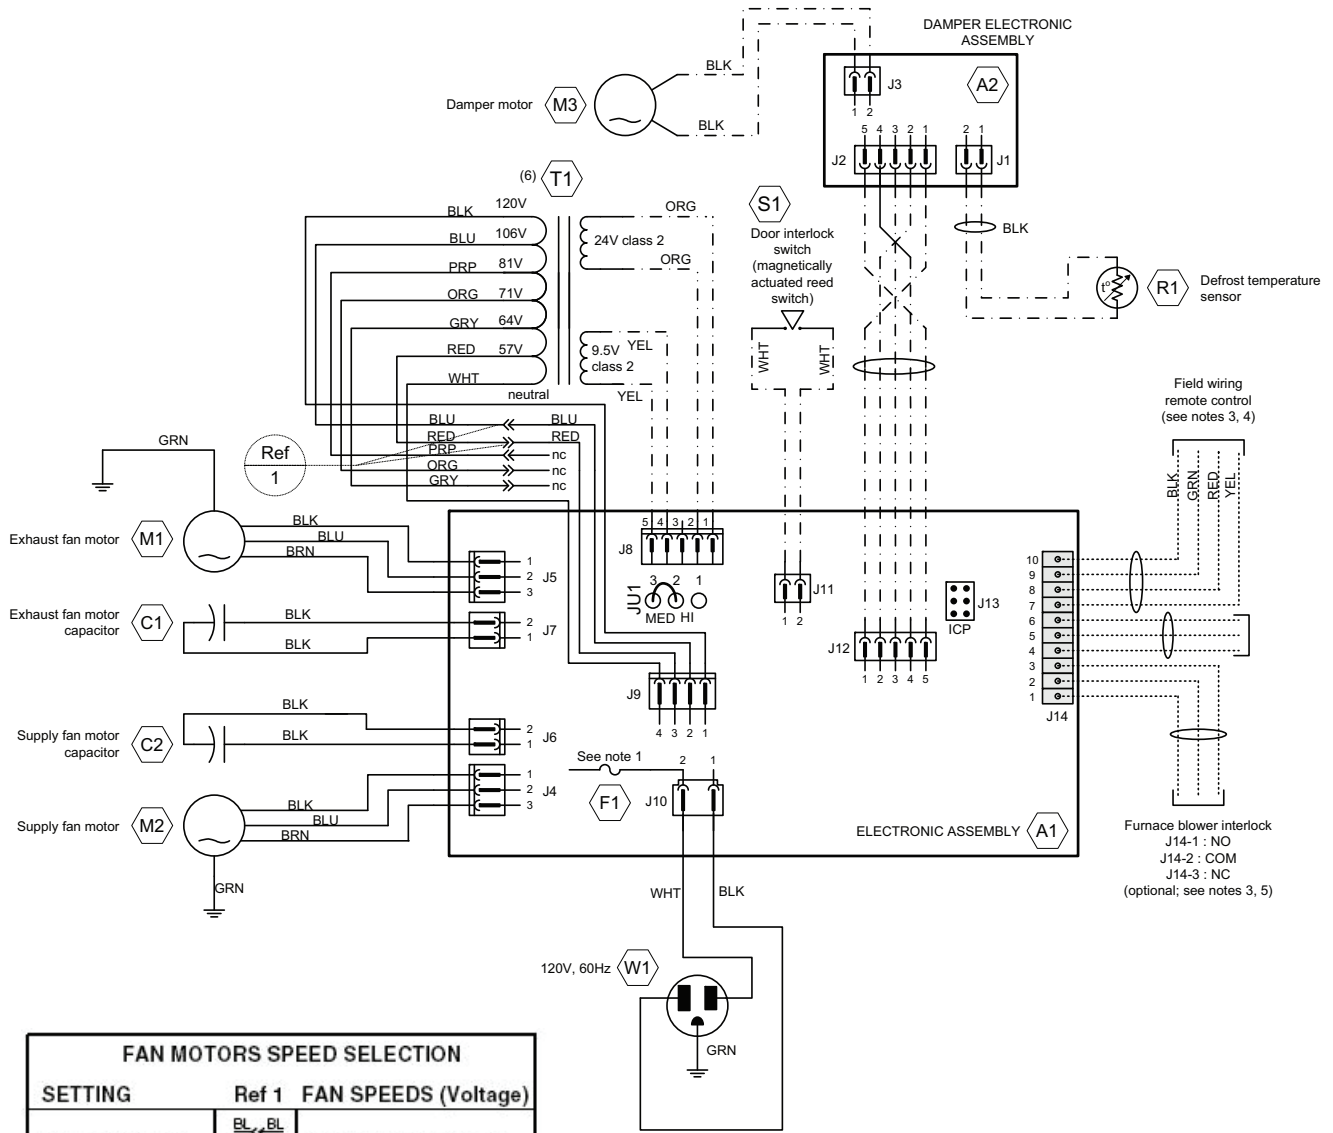 DAMPER ELECTRONIC
ASSEMBLY
BLK
J3
A2
Damper motor M3
1 2
BLK
5 4 3 2 1
2 1
J2
J1
(6) T1
S1
BLK 120V
ORG
BLU 106V
24V class 2
Door interlock
switch
(magnetically
actuated reed
switch)
BLK
PRP 81V
ORG
t°
R1
Defrost temperature
sensor
ORG 71V
GRY 64V
9.5V
class 2
YEL
RED 57V
WHT
WHT
WHT
neutral
YEL
Field wiring
remote control
(see notes 3, 4)
BLU BLU
RED RED
PRP nc
ORG nc
GRY nc
GRN
Ref
1
BLK
GRN
RED
YEL
Exhaust fan motor M1
BLK
BLU
BRN
1
2 J5
3
5 4 3 2 1
J8
3 2 1
JU1
MED HI
J11
1 2
J13
ICP
10
9
8
7
6
5
4
3
2
1
J14
Exhaust fan motor
capacitor
C1
BLK
BLK
2
J7
1
J12
1 2 3 4 5
J9
4 3 2 1
Supply fan motor
capacitor
C2
BLK
BLK
2
J6
1
See note 1
F1
2 1
J10
Supply fan motor M2
BLK
BLU
BRN
1
2 J4
3
ELECTRONIC ASSEMBLY A1
Furnace blower interlock
J14-1 : NO
J14-2 : COM
J14-3 : NC
(optional; see notes 3, 5)
GRN
WHT
BLK
120V, 60Hz W1
GRN
FAN MOTORS SPEED SELECTION
SETTING Ref 1 FAN SPEEDS (Voltage)
BL BL